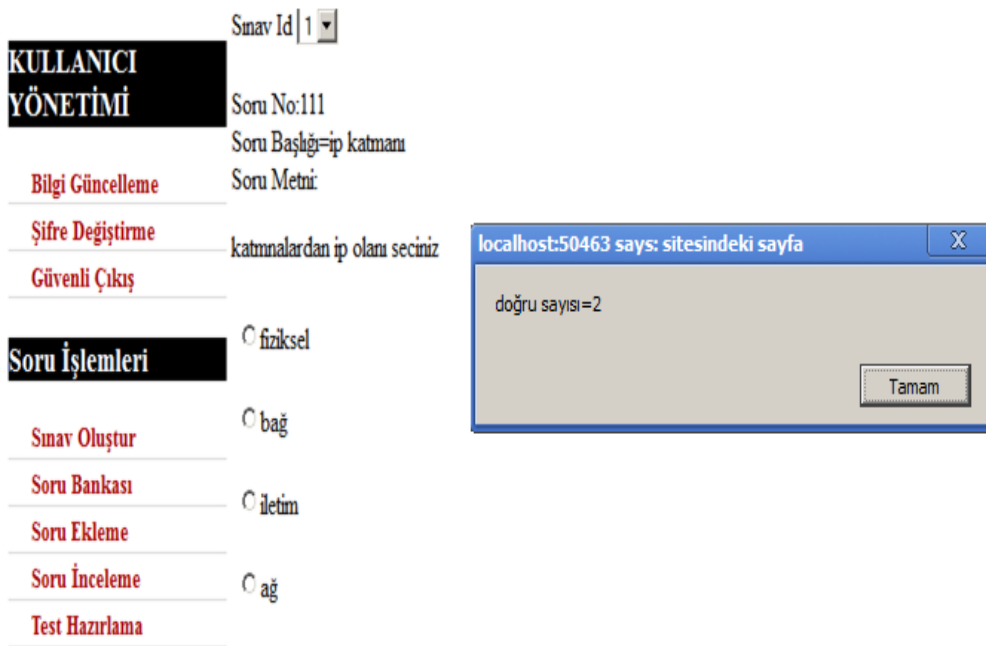 KULLANICI
YÖNETİMİ
Bilgi Güncelleme
Şifre Değiştirme
Güvenli Çıkış
Soru İşlemleri
Sınav Oluştur
Soru Bankası
Soru Ekleme
Soru İnceleme
Test Hazırlama
Sınav Id 1
Soru No:111
Soru Başlığı=ip katmanı
Soru Metni:
katmnalardan ip olanı seciniz
fiziksel
bağ
iletim
ağ
localhost:50463 says: sitesindeki sayfa
X
doğru sayısı=2
Tamam